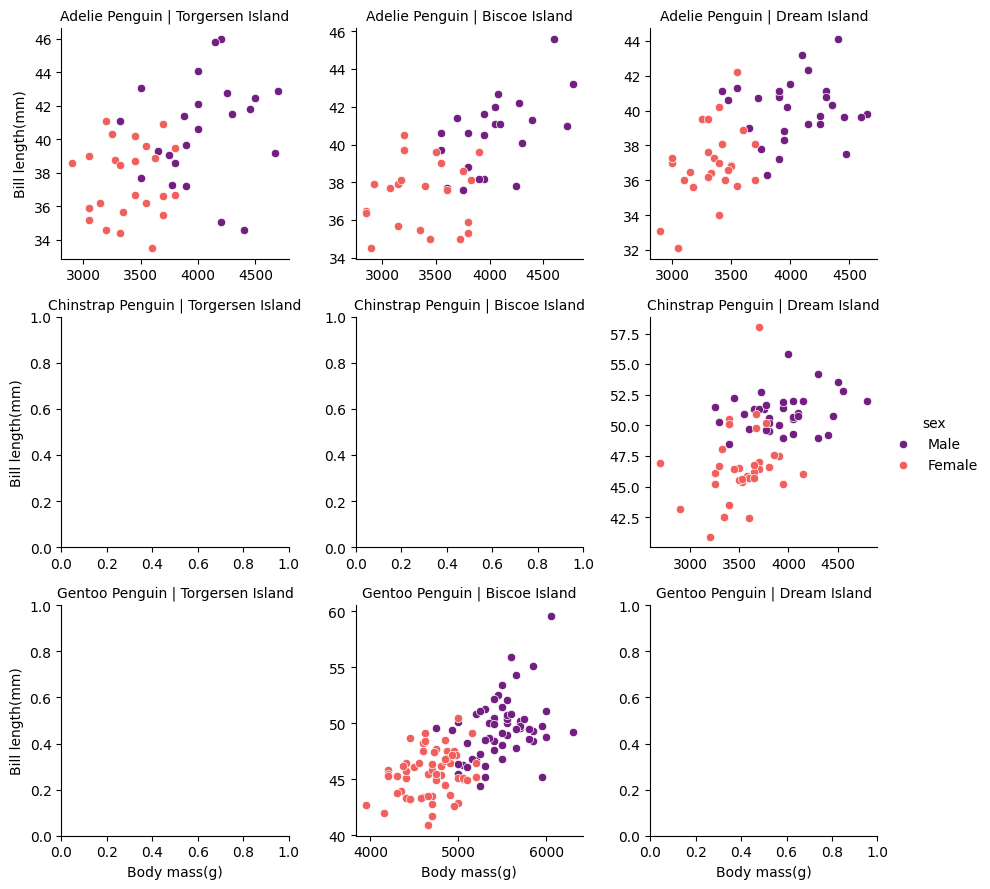 Adelie Penguin | Torgersen Island
Adelie Penguin | Biscoe Island
Adelie Penguin | Dream Island
Bill length(mm)
46
44
42
40
38
36
34
3000 3500 4000 4500
46
44
42
40
38
36
34
3000 3500 4000 4500
44
42
40
38
36
34
32
3000 3500 4000 4500
Chinstrap Penguin | Torgersen Island
Chinstrap Penguin | Biscoe Island
Chinstrap Penguin | Dream Island
Bill length(mm)
1.0
0.8
0.6
0.4
0.2
0.0
0.0 0.2 0.4 0.6 0.8 1.0
1.0
0.8
0.6
0.4
0.2
0.0
0.0 0.2 0.4 0.6 0.8 1.0
57.5
55.0
52.5
50.0
47.5
45.0
42.5
3000 3500 4000 4500
sex
Male
Female
Gentoo Penguin | Torgersen Island
Gentoo Penguin | Biscoe Island
Gentoo Penguin | Dream Island
Bill length(mm)
1.0
0.8
0.6
0.4
0.2
0.0
0.0 0.2 0.4 0.6 0.8 1.0
Body mass(g)
60
55
50
45
40
4000 5000 6000
Body mass(g)
1.0
0.8
0.6
0.4
0.2
0.0
0.0 0.2 0.4 0.6 0.8 1.0
Body mass(g)